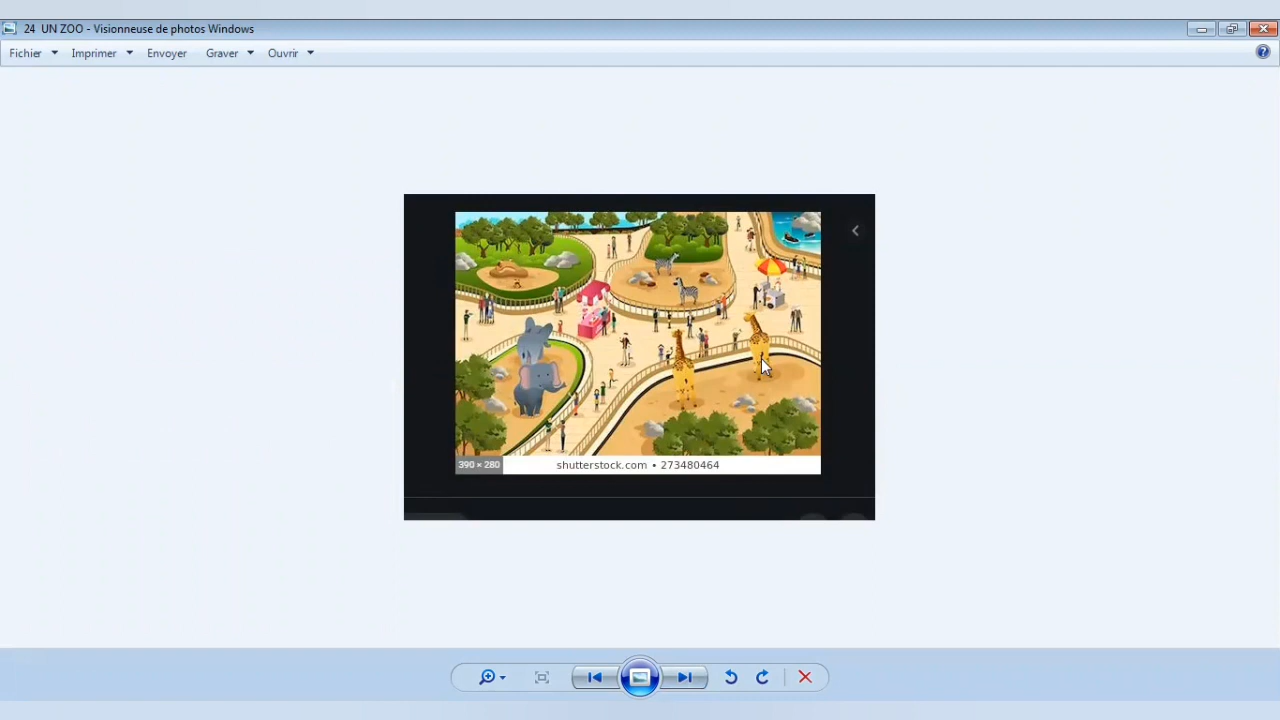 24 UN ZOO - Visionneuse de photos Windows
Fichier Imprimer Envoyer Graver Ouvrir
390 × 280 shutterstock.com • 273480464